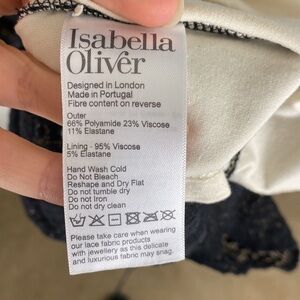 Isabella
Oliver
Designed in London
Made in Portugal
Fibre content on reverse
Outer
66% Polyamide 23% Viscose
11% Elastane
Lining - 95% Viscose
5% Elastane
Hand Wash Cold
Do Not Bleach
Reshape and Dry Flat
Do not tumble dry
Do not Iron
Do not dry clean
Please take care when wearing
our lace fabric products
with jewellery as this delicate
and luxurious fabric may snag.